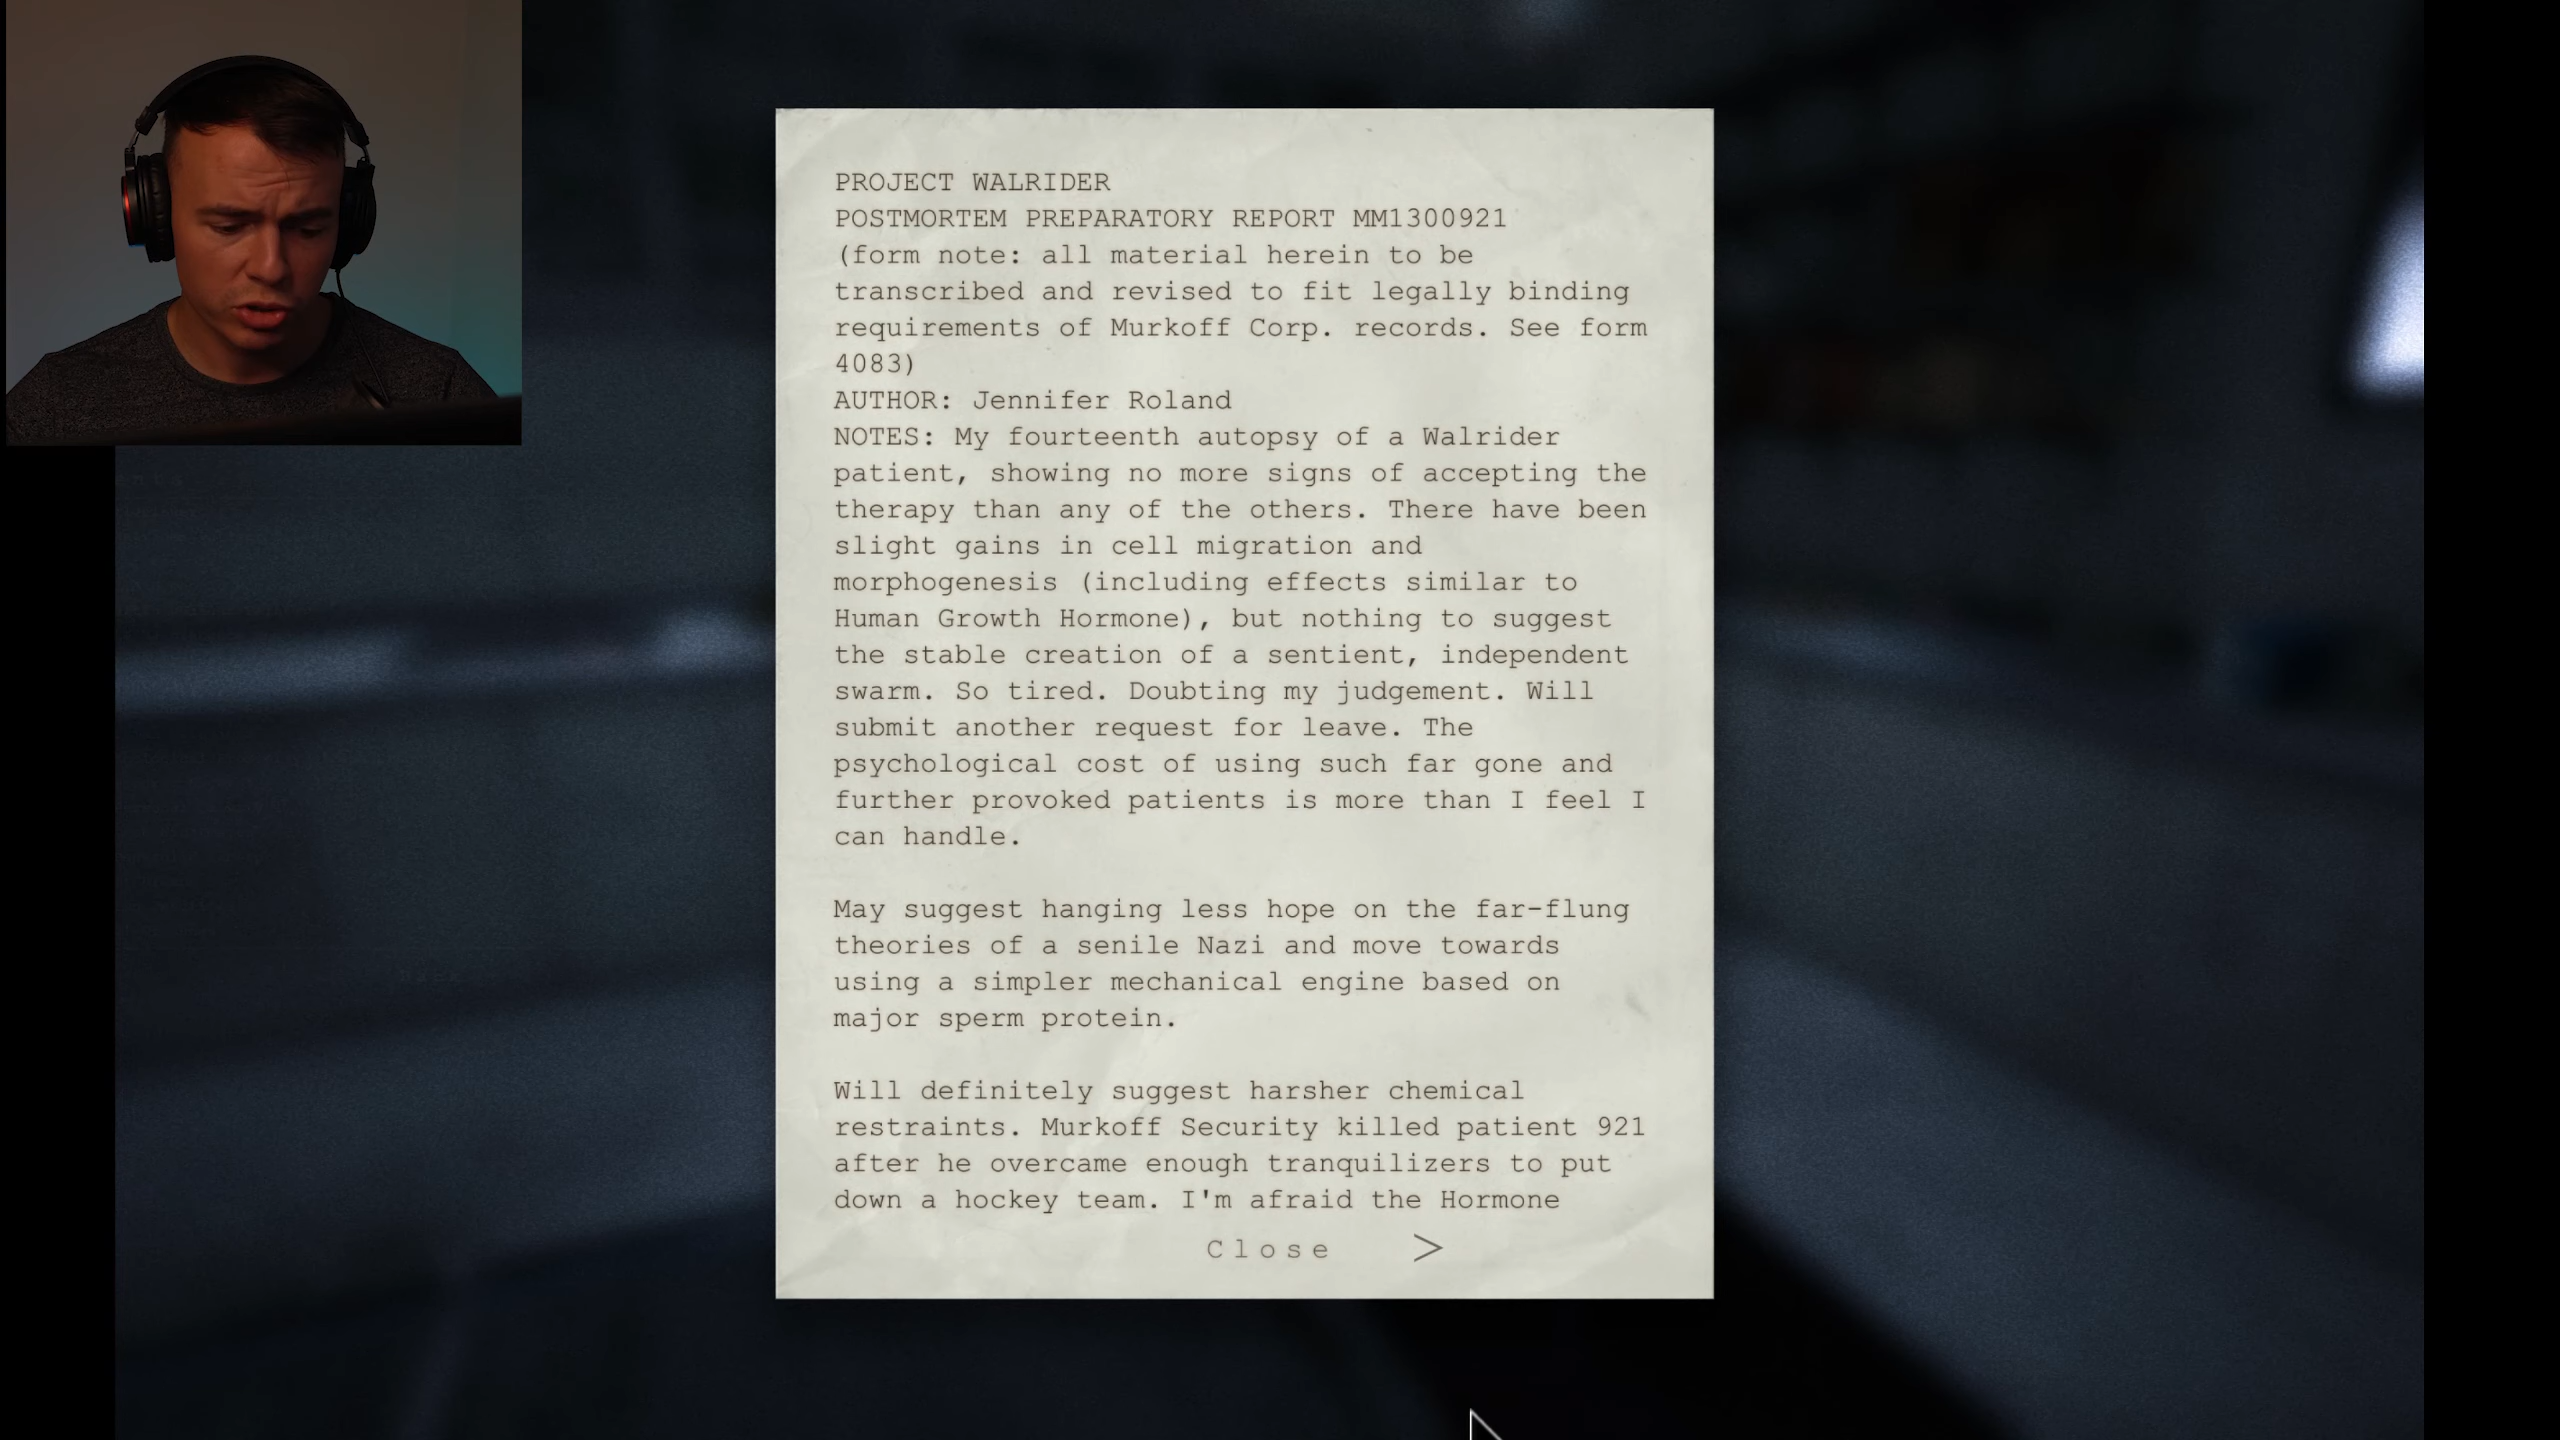 PROJECT WALRIDER
POSTMORTEM PREPARATORY REPORT MM1300921
(form note: all material herein to be
transcribed and revised to fit legally binding
requirements of Murkoff Corp. records. See form
4083)
AUTHOR: Jennifer Roland
NOTES: My fourteenth autopsy of a Walrider
patient, showing no more signs of accepting the
therapy than any of the others. There have been
slight gains in cell migration and
morphogenesis (including effects similar to
Human Growth Hormone), but nothing to suggest
the stable creation of a sentient, independent
swarm. So tired. Doubting my judgement. Will
submit another request for leave. The
psychological cost of using such far gone and
further provoked patients is more than I feel I
can handle.
May suggest hanging less hope on the far-flung
theories of a senile Nazi and move towards
using a simpler mechanical engine based on
major sperm protein.
Will definitely suggest harsher chemical
restraints. Murkoff Security killed patient 921
after he overcame enough tranquilizers to put
down a hockey team. I'm afraid the Hormone
Close >